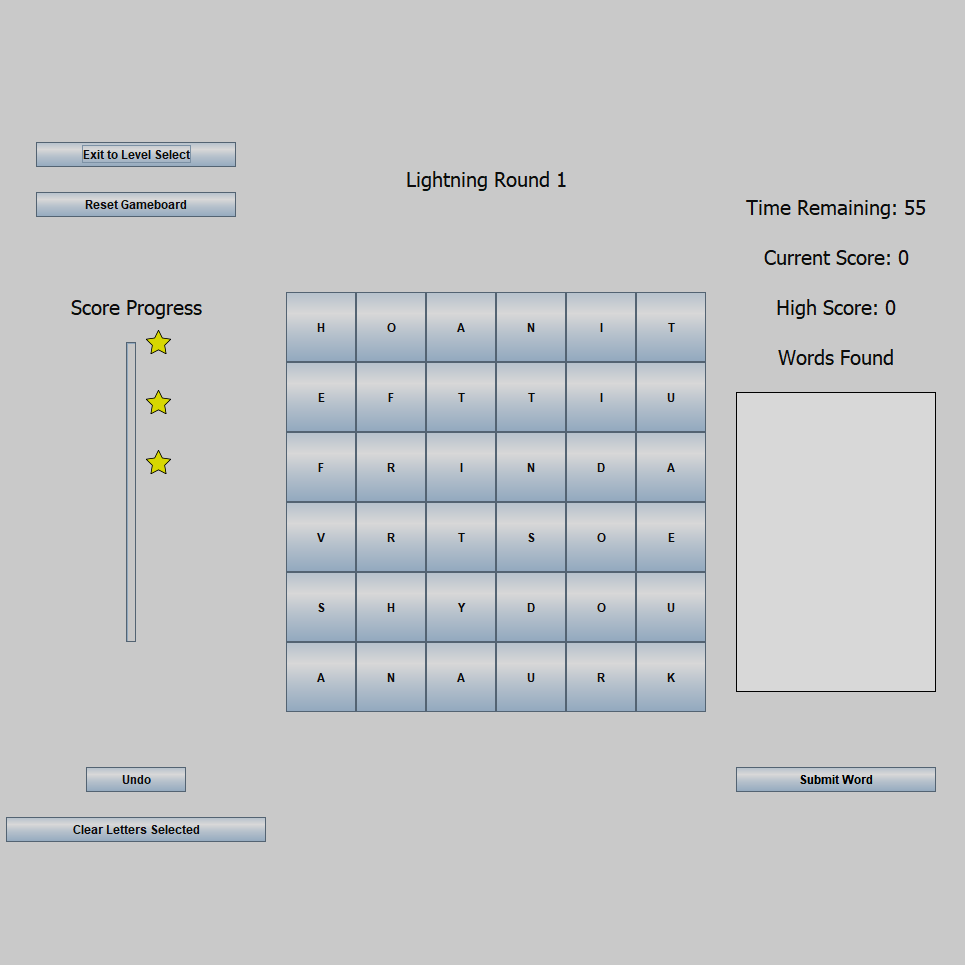 Exit to Level Select
Lightning Round 1
Reset Gameboard
Time Remaining: 55
Current Score: 0
Score Progress
High Score: 0
Words Found
H O A N I T
E F T T I U
F R I N D A
V R T S O E
S H Y D O U
A N A U R K
Undo
Submit Word
Clear Letters Selected